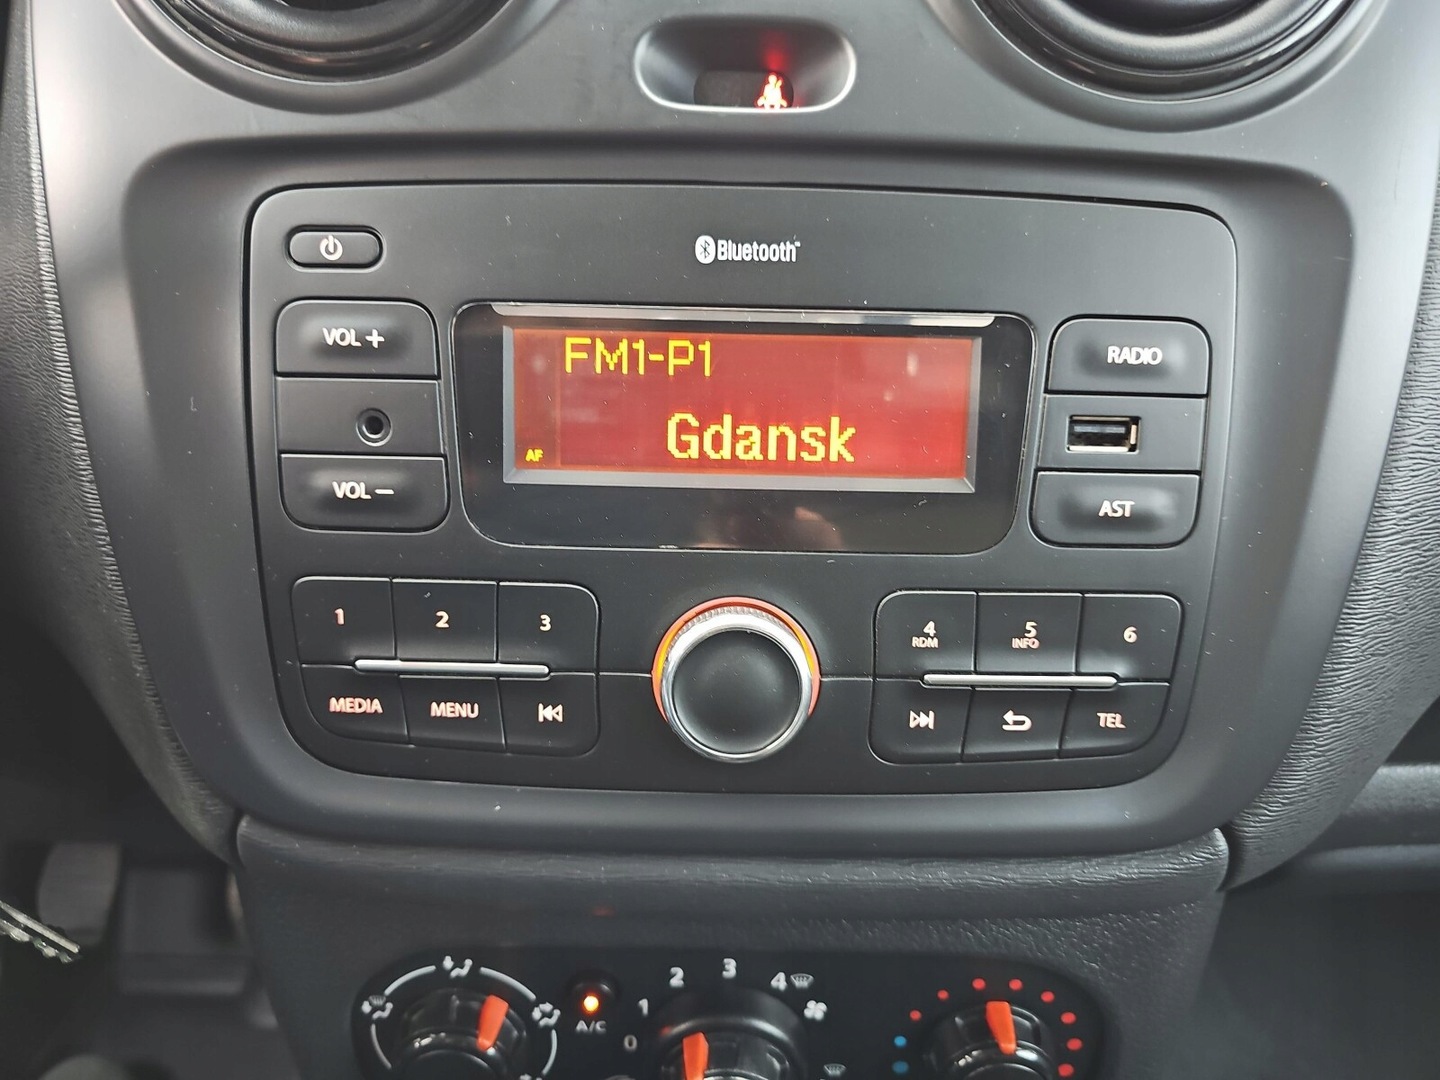 Bluetooth
VOL +
FM1-P1
RADIO
Gdansk
AF
VOL −
AST
1 2 3
4 5 6
RDM INFO
MEDIA MENU
TEL
0 1 2 3 4
A/C